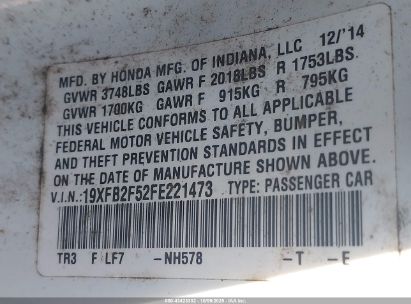 MFD. BY HONDA MFG. OF INDIANA, LLC 12/'14
GVWR 3748LBS GAWR F 2018LBS R 1753LBS
GVWR 1700KG GAWR F 915KG R 795KG
THIS VEHICLE CONFORMS TO ALL APPLICABLE
FEDERAL MOTOR VEHICLE SAFETY, BUMPER,
AND THEFT PREVENTION STANDARDS IN EFFECT
ON THE DATE OF MANUFACTURE SHOWN ABOVE.
V.I.N.:19XFB2F52FE221473 TYPE: PASSENGER CAR
TR3 F LF7 -NH578 -T -E